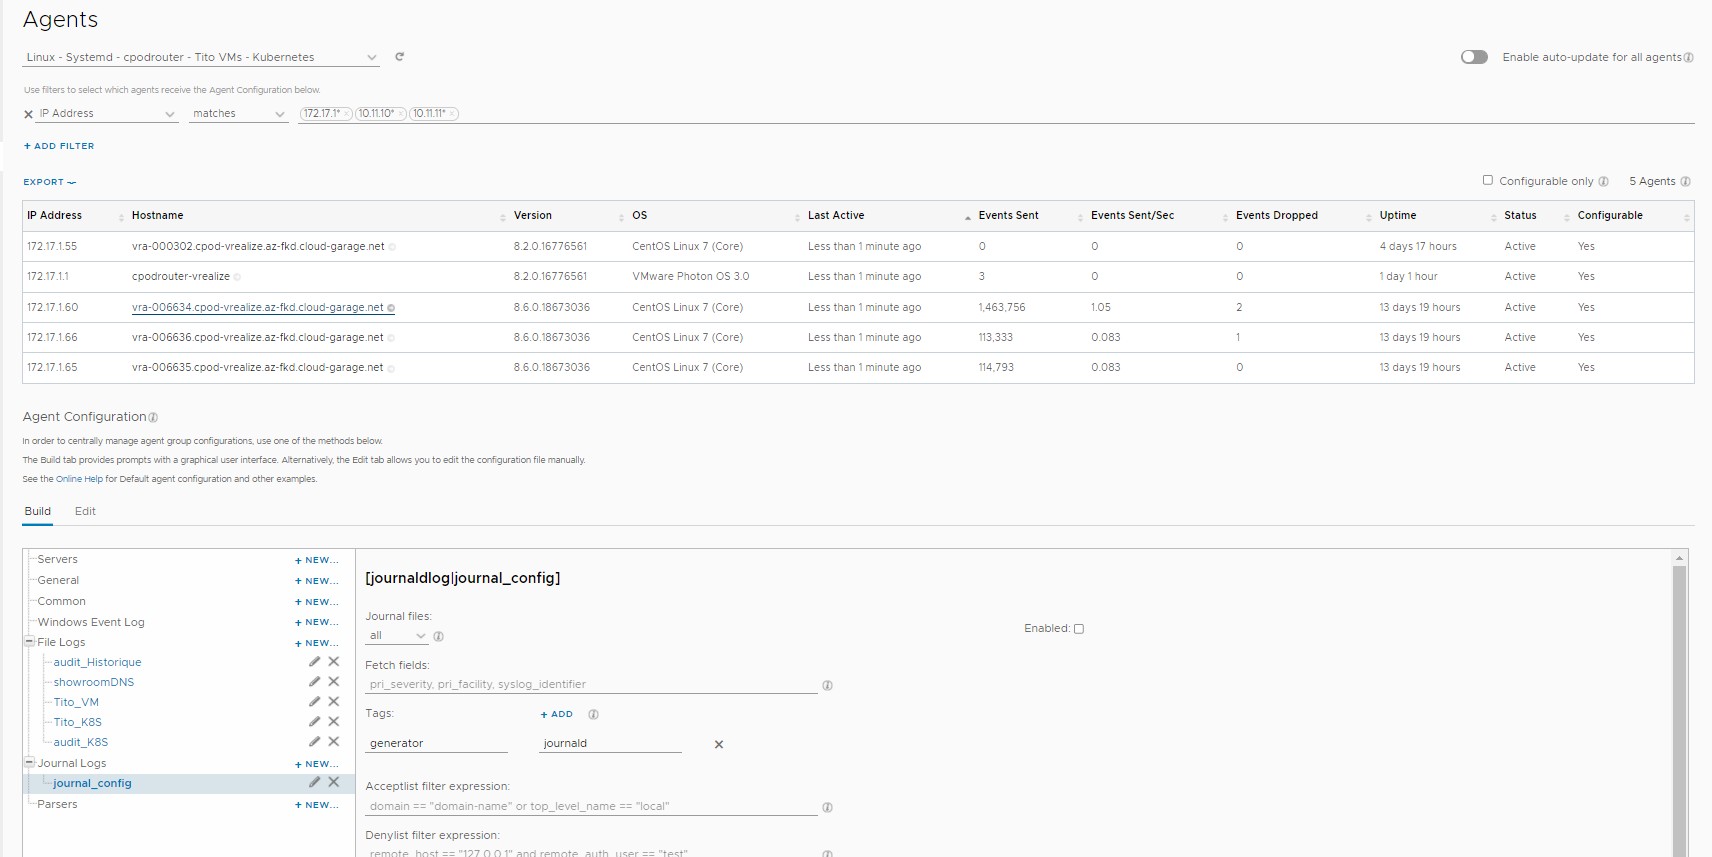 Agents
Linux - Systemd - cpodrouter - Tito VMs - Kubernetes
Enable auto-update for all agents
Use filters to select which agents receive the Agent Configuration below.
IP Address matches 172.17.1* 10.11.10* 10.11.11*
+ ADD FILTER
EXPORT
Configurable only 5 Agents
IP Address Hostname Version OS Last Active Events Sent Events Sent/Sec Events Dropped Uptime Status Configurable
172.17.1.55 vra-000302.cpod-vrealize.az-fkd.cloud-garage.net 8.2.0.16776561 CentOS Linux 7 (Core) Less than 1 minute ago 0 0 0 4 days 17 hours Active Yes
172.17.1.1 cpodrouter-vrealize 8.2.0.16776561 VMware Photon OS 3.0 Less than 1 minute ago 3 0 0 1 day 1 hour Active Yes
172.17.1.60 vra-006634.cpod-vrealize.az-fkd.cloud-garage.net 8.6.0.18673036 CentOS Linux 7 (Core) Less than 1 minute ago 1,463,756 1.05 2 13 days 19 hours Active Yes
172.17.1.66 vra-006636.cpod-vrealize.az-fkd.cloud-garage.net 8.6.0.18673036 CentOS Linux 7 (Core) Less than 1 minute ago 113,333 0.083 1 13 days 19 hours Active Yes
172.17.1.65 vra-006635.cpod-vrealize.az-fkd.cloud-garage.net 8.6.0.18673036 CentOS Linux 7 (Core) Less than 1 minute ago 114,793 0.083 0 13 days 19 hours Active Yes
Agent Configuration
In order to centrally manage agent group configurations, use one of the methods below.
The Build tab provides prompts with a graphical user interface. Alternatively, the Edit tab allows you to edit the configuration file manually.
See the Online Help for Default agent configuration and other examples.
Build Edit
Servers + NEW...
General + NEW...
Common + NEW...
Windows Event Log + NEW...
File Logs + NEW...
audit_Historique
showroomDNS
Tito_VM
Tito_K8S
audit_K8S
Journal Logs + NEW...
journal_config
Parsers + NEW...
[journaldlog|journal_config]
Journal files:
all
Enabled:
Fetch fields:
pri_severity, pri_facility, syslog_identifier
Tags: + ADD
generator journald
Acceptlist filter expression:
domain == "domain-name" or top_level_name == "local"
Denylist filter expression:
remote_host == "127.0.0.1" and remote_auth_user == "test"